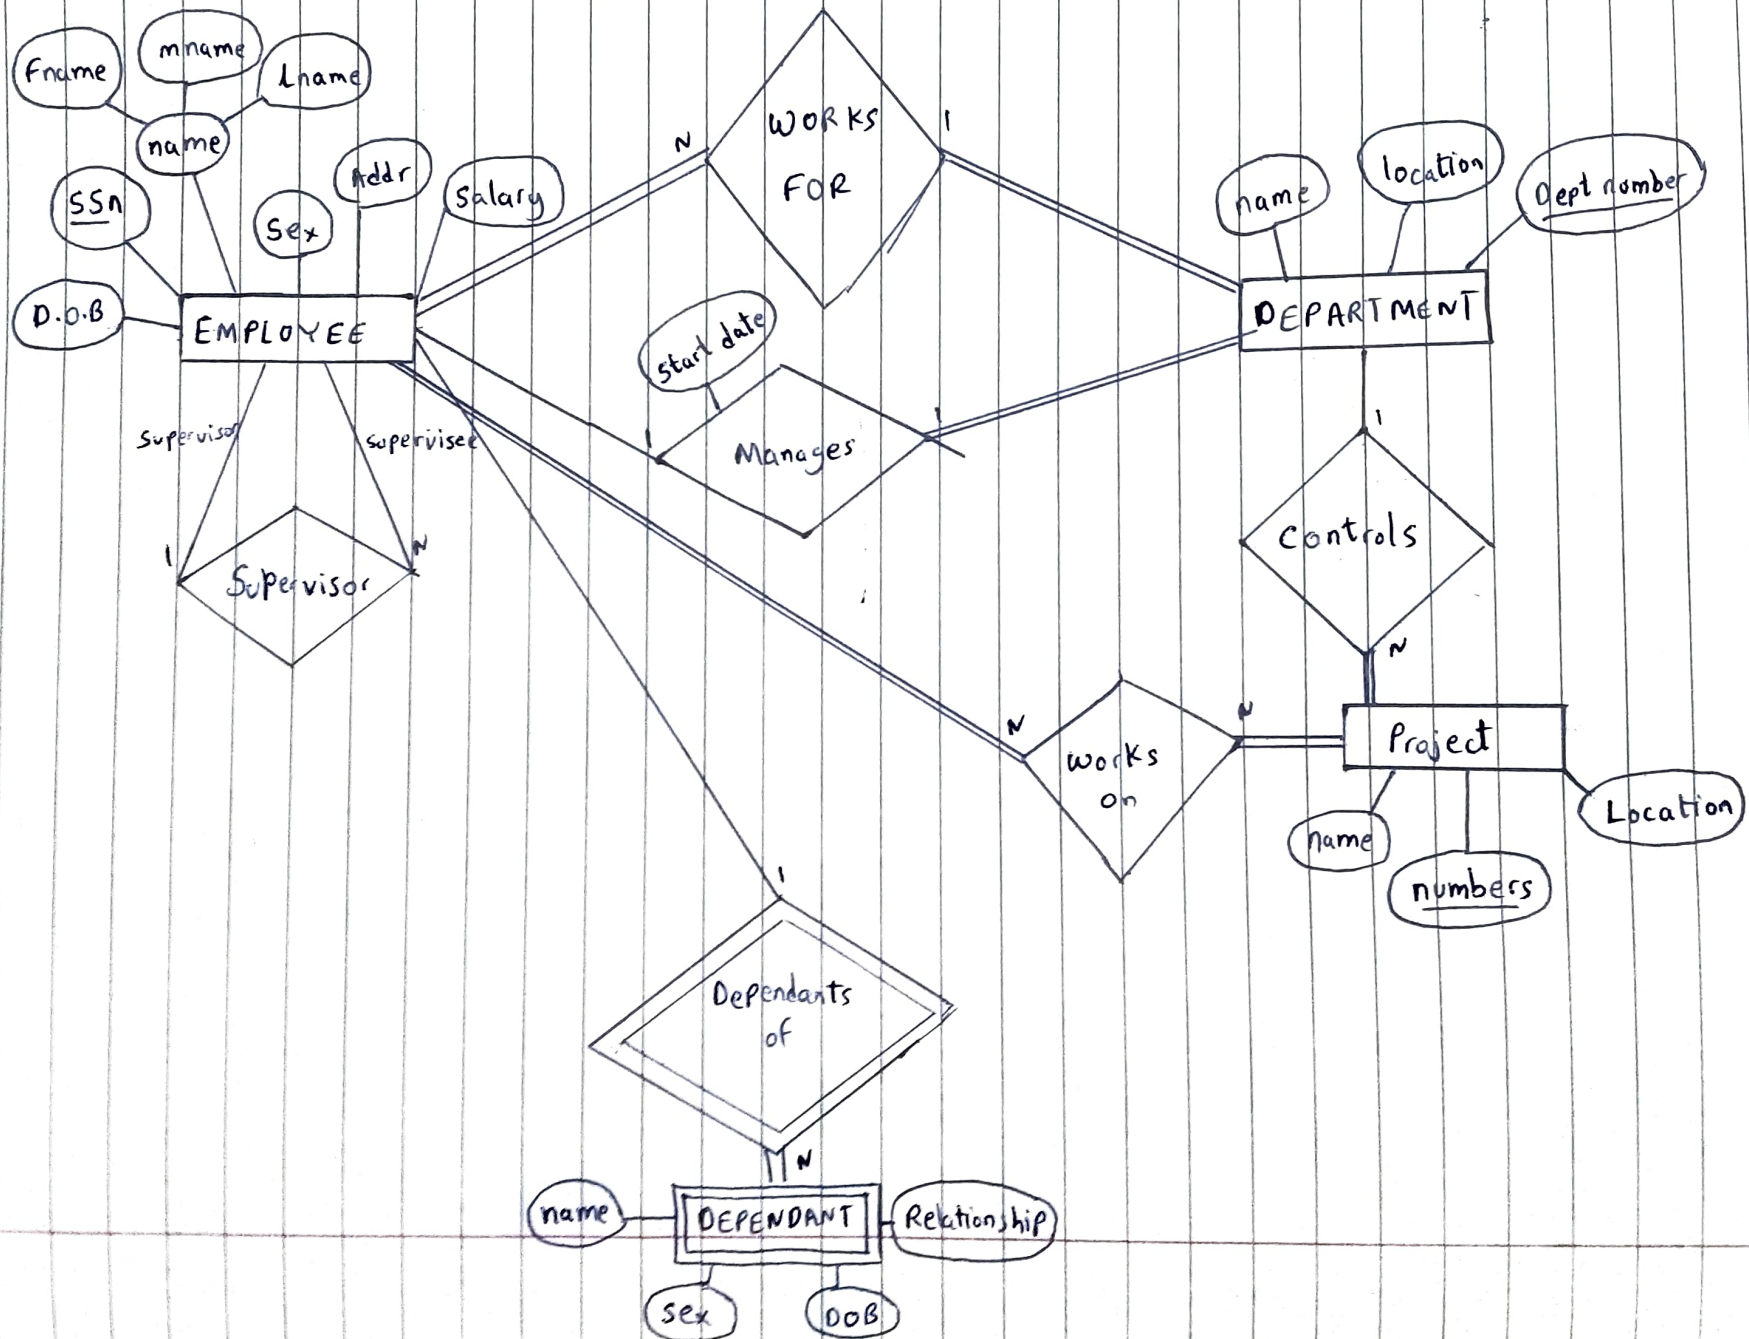 Fname
mname
Lname
name
SSn
Sex
Addr
Salary
D.O.B
EMPLOYEE
N
WORKS
FOR
1
name
location
Dept number
DEPARTMENT
Start date
1
Manages
1
Supervisor
Supervisee
1
N
Supervisor
1
Controls
N
N
Works
on
N
Project
name
numbers
Location
1
Dependants
of
N
name
DEPENDANT
Relationship
Sex
DOB